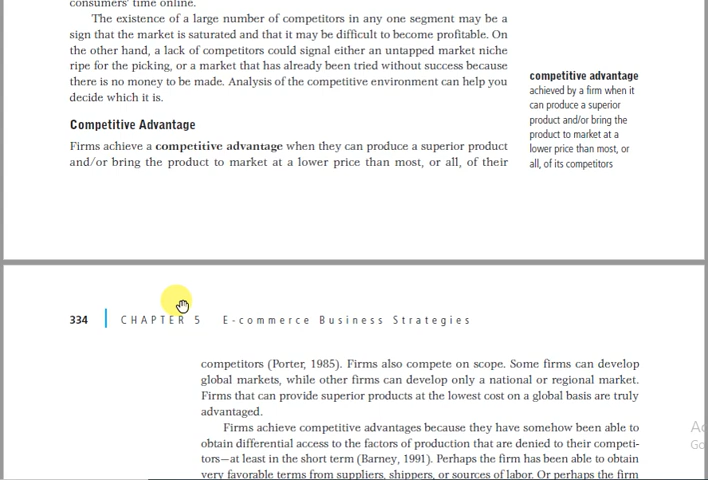 consumers' time online.
The existence of a large number of competitors in any one segment may be a
sign that the market is saturated and that it may be difficult to become profitable. On
the other hand, a lack of competitors could signal either an untapped market niche
ripe for the picking, or a market that has already been tried without success because
there is no money to be made. Analysis of the competitive environment can help you
decide which it is.
competitive advantage
achieved by a firm when it
can produce a superior
product and/or bring the
product to market at a
lower price than most, or
all, of its competitors
Competitive Advantage
Firms achieve a competitive advantage when they can produce a superior product
and/or bring the product to market at a lower price than most, or all, of their
334 CHAPTER 5 E-commerce Business Strategies
competitors (Porter, 1985). Firms also compete on scope. Some firms can develop
global markets, while other firms can develop only a national or regional market.
Firms that can provide superior products at the lowest cost on a global basis are truly
advantaged.
Firms achieve competitive advantages because they have somehow been able to
obtain differential access to the factors of production that are denied to their competi-
tors—at least in the short term (Barney, 1991). Perhaps the firm has been able to obtain
very favorable terms from suppliers, shippers, or sources of labor. Or perhaps the firm